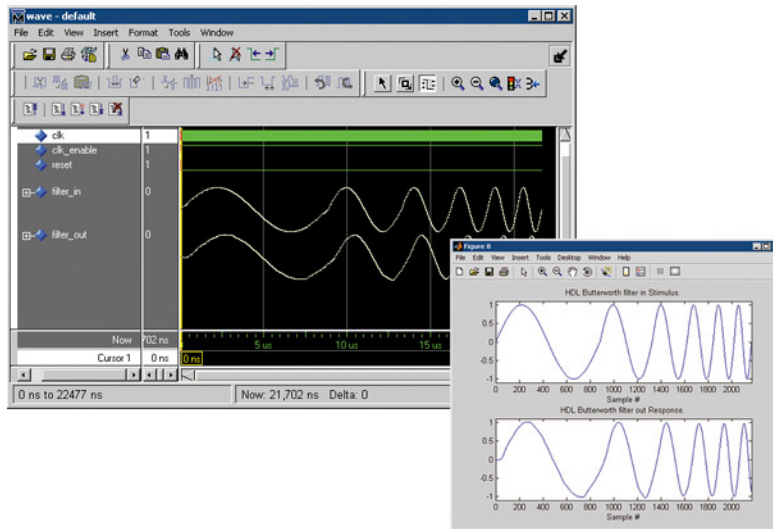 wave - default
File Edit View Insert Format Tools Window
clk 1
clk_enable 1
reset 1
filter_in 0
filter_out 0
Now 702 ns 5 us 10 us 15 us
Cursor 1 0 ns 0 ns
0 ns to 22477 ns Now: 21,702 ns Delta: 0
Figure 8
File Edit View Insert Tools Desktop Window Help
HDL Butterworth filter in Stimulus.
1
0.5
0
-0.5
-1
0 200 400 600 800 1000 1200 1400 1600 1800 2000
Sample #
HDL Butterworth filter out Response.
1
0.5
0
-0.5
-1
0 200 400 600 800 1000 1200 1400 1600 1800 2000
Sample #